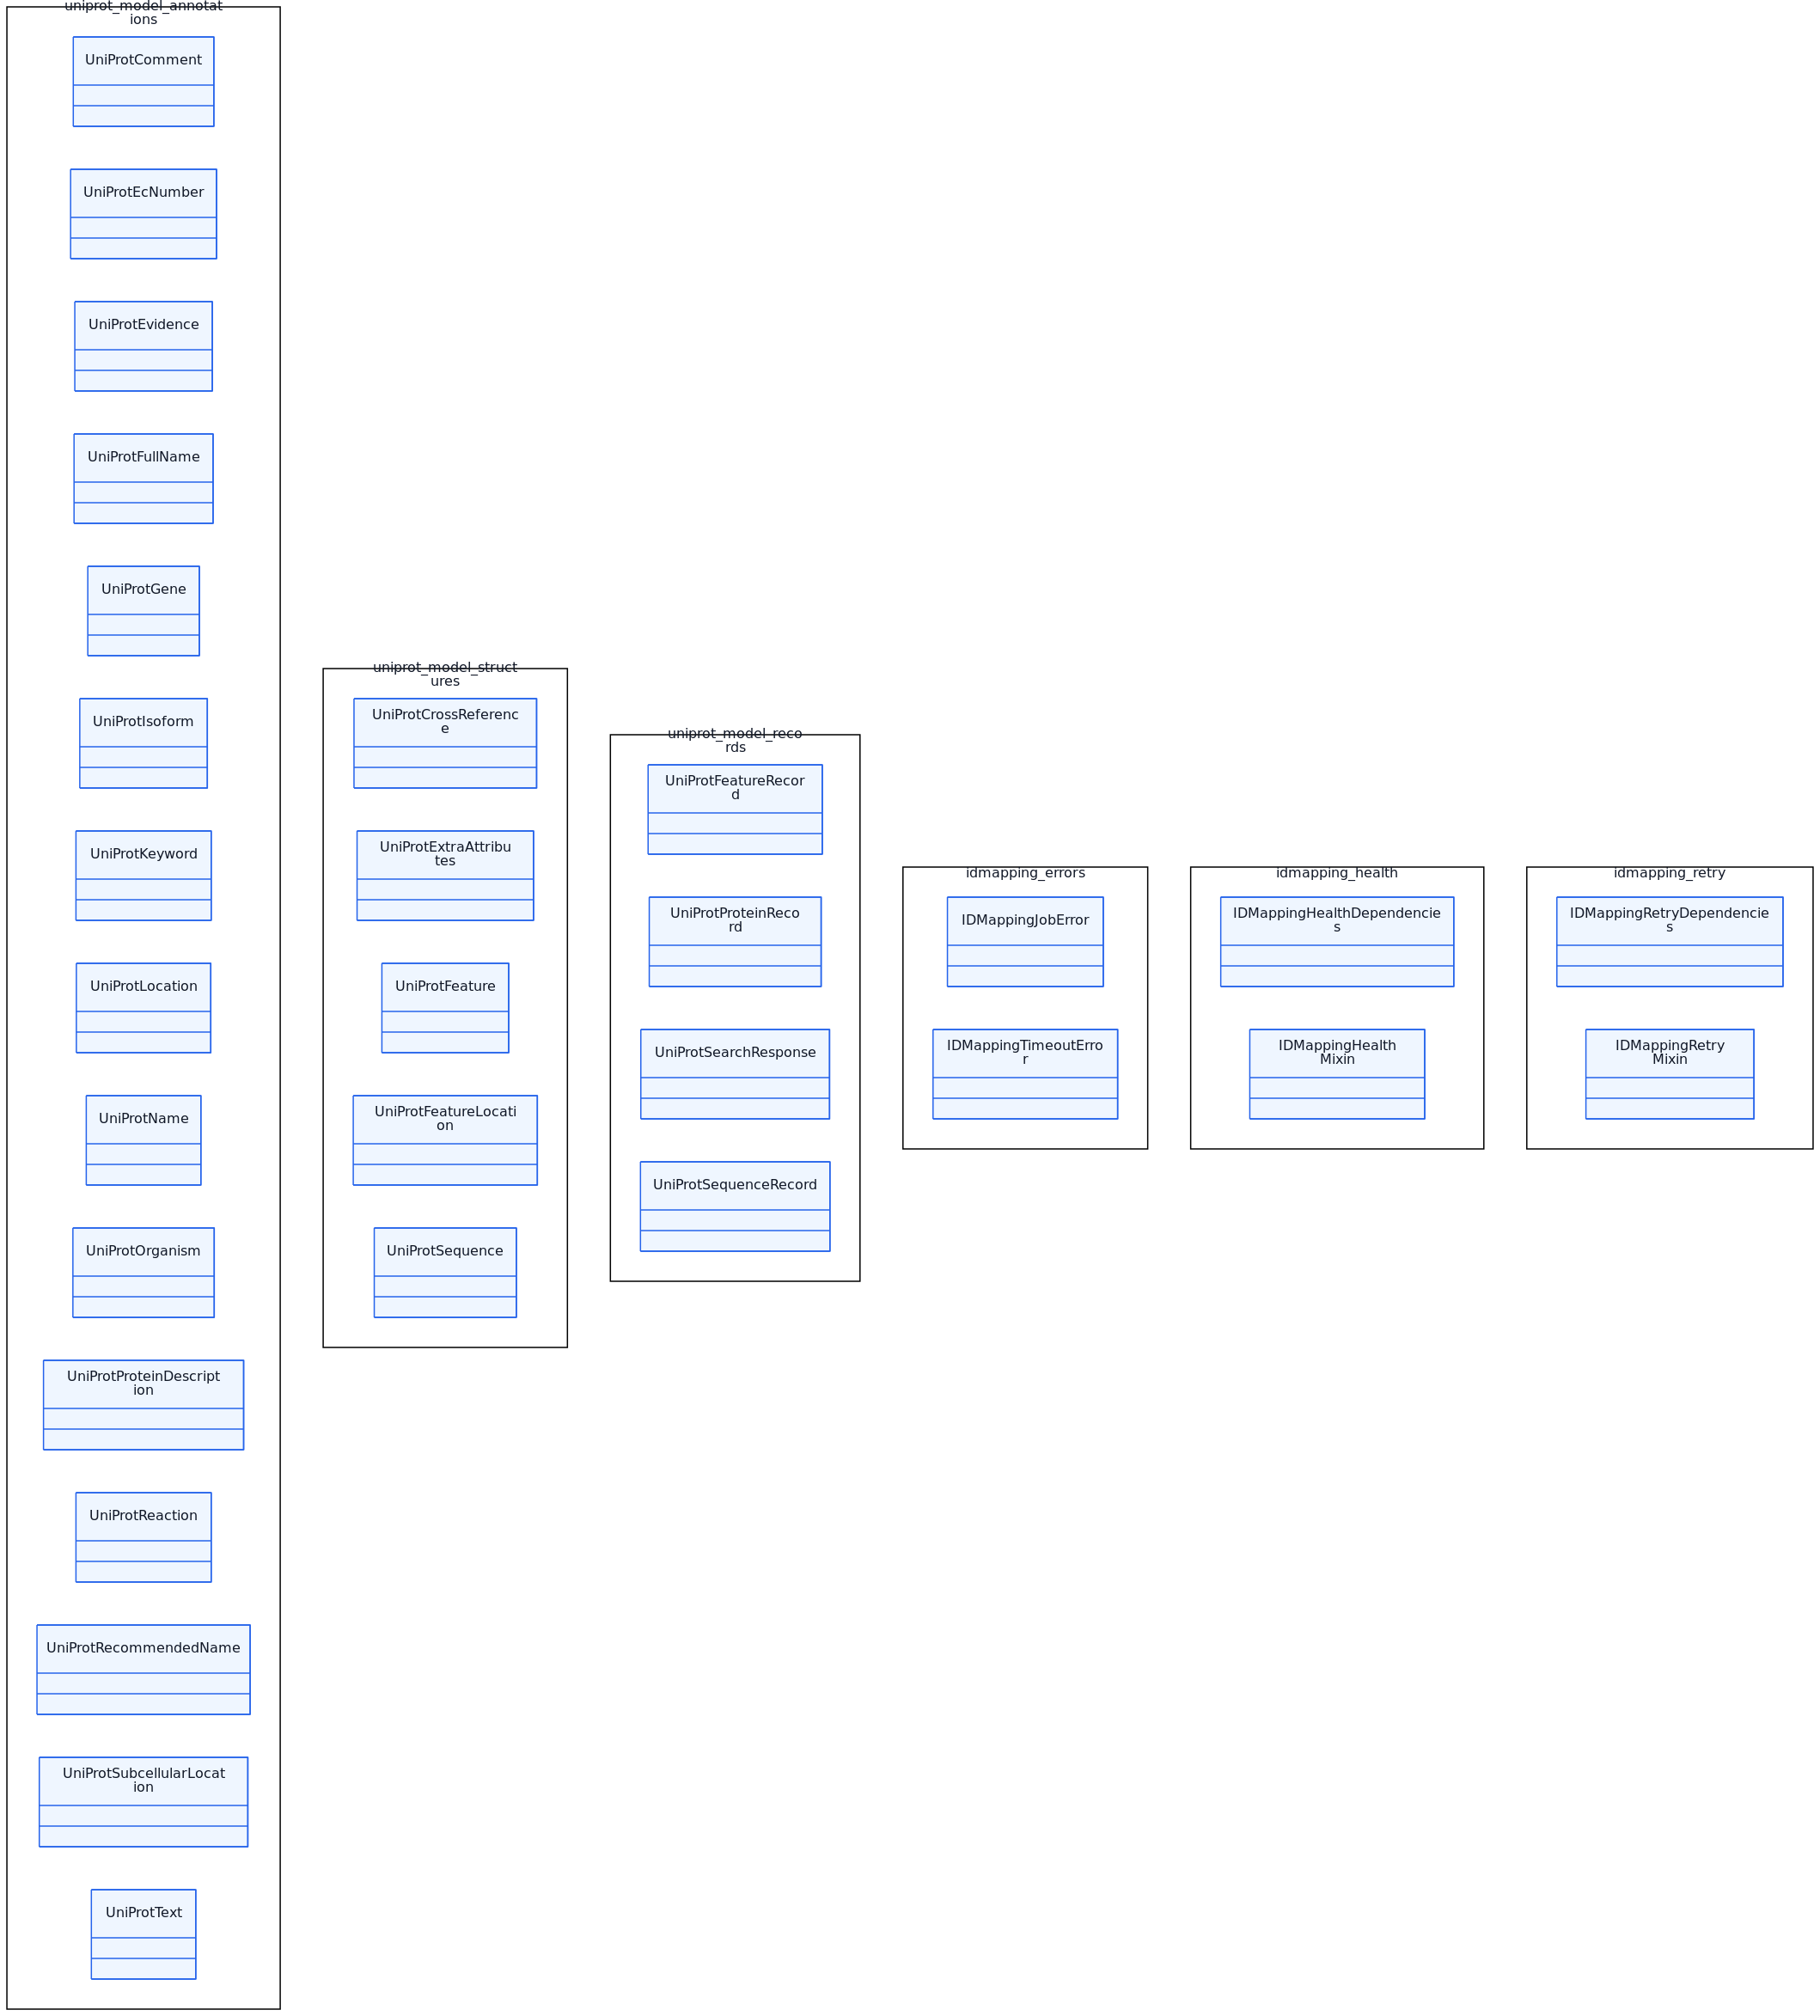 uniprot_model_annotat
ions
UniProtComment
UniProtEcNumber
UniProtEvidence
UniProtFullName
UniProtGene
UniProtIsoform
UniProtKeyword
UniProtLocation
UniProtName
UniProtOrganism
UniProtProteinDescript
ion
UniProtReaction
UniProtRecommendedName
UniProtSubcellularLocat
ion
UniProtText
uniprot_model_struct
ures
UniProtCrossReferenc
e
UniProtExtraAttribu
tes
UniProtFeature
UniProtFeatureLocati
on
UniProtSequence
uniprot_model_reco
rds
UniProtFeatureRecor
d
UniProtProteinReco
rd
UniProtSearchResponse
UniProtSequenceRecord
idmapping_errors
IDMappingJobError
IDMappingTimeoutErro
r
idmapping_health
IDMappingHealthDependencie
s
IDMappingHealth
Mixin
idmapping_retry
IDMappingRetryDependencie
s
IDMappingRetry
Mixin